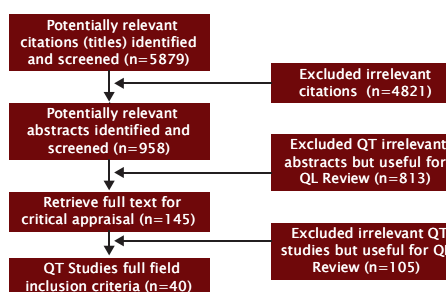 Potentially relevant
citations (titles) identified
and screened (n=5879)
Excluded irrelevant
citations (n=4821)
Potentially relevant
abstracts identified and
screened (n=958)
Excluded QT irrelevant
abstracts but useful for
QL Review (n=813)
Retrieve full text for
critical appraisal (n=145)
Excluded irrelevant QT
studies but useful for QL
Review (n=105)
QT Studies full field
inclusion criteria (n=40)